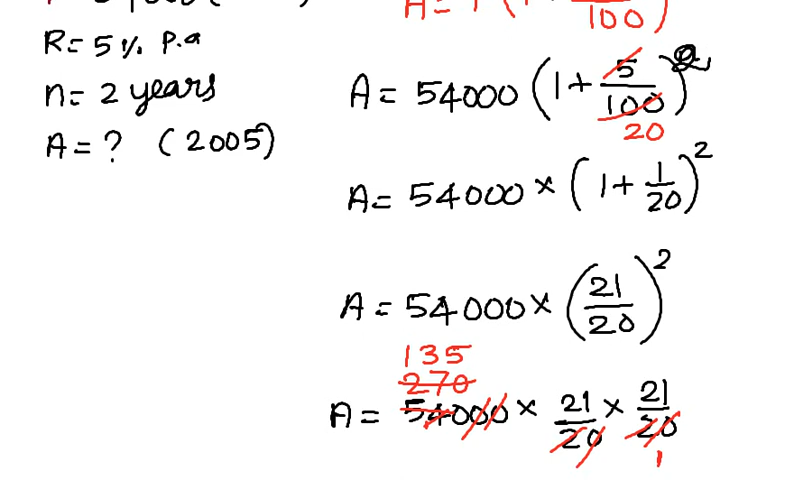 R= 5 % P.a
n= 2 years
A= ? (2005)
100)
A= 54000 (1+ 5/100)²
20
A= 54000 × (1+ 1/20)²
A= 54000 × (21/20)²
135
270
A= 54000 × 21/20 × 21/20
1